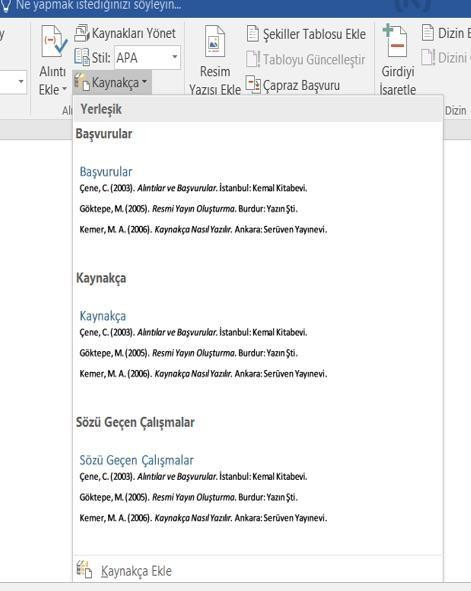 Ne yapmak istediğinizi söyleyin...
Kaynakları Yönet
Stil: APA
Kaynakça
Alıntı
Ekle
Resim
Yazısı Ekle
Şekiller Tablosu Ekle
Tabloyu Güncelleştir
Çapraz Başvuru
Girdiyi
İşaretle
Dizin
Dizini
Dizin
Yerleşik
Başvurular
Başvurular
Çene, C. (2003). Alıntılar ve Başvurular. İstanbul: Kemal Kitabevi.
Göktepe, M. (2005). Resmi Yayın Oluşturma. Burdur: Yazın Şti.
Kemer, M. A. (2006). Kaynakça Nasıl Yazılır. Ankara: Serüven Yayınevi.
Kaynakça
Kaynakça
Çene, C. (2003). Alıntılar ve Başvurular. İstanbul: Kemal Kitabevi.
Göktepe, M. (2005). Resmi Yayın Oluşturma. Burdur: Yazın Şti.
Kemer, M. A. (2006). Kaynakça Nasıl Yazılır. Ankara: Serüven Yayınevi.
Sözü Geçen Çalışmalar
Sözü Geçen Çalışmalar
Çene, C. (2003). Alıntılar ve Başvurular. İstanbul: Kemal Kitabevi.
Göktepe, M. (2005). Resmi Yayın Oluşturma. Burdur: Yazın Şti.
Kemer, M. A. (2006). Kaynakça Nasıl Yazılır. Ankara: Serüven Yayınevi.
Kaynakça Ekle